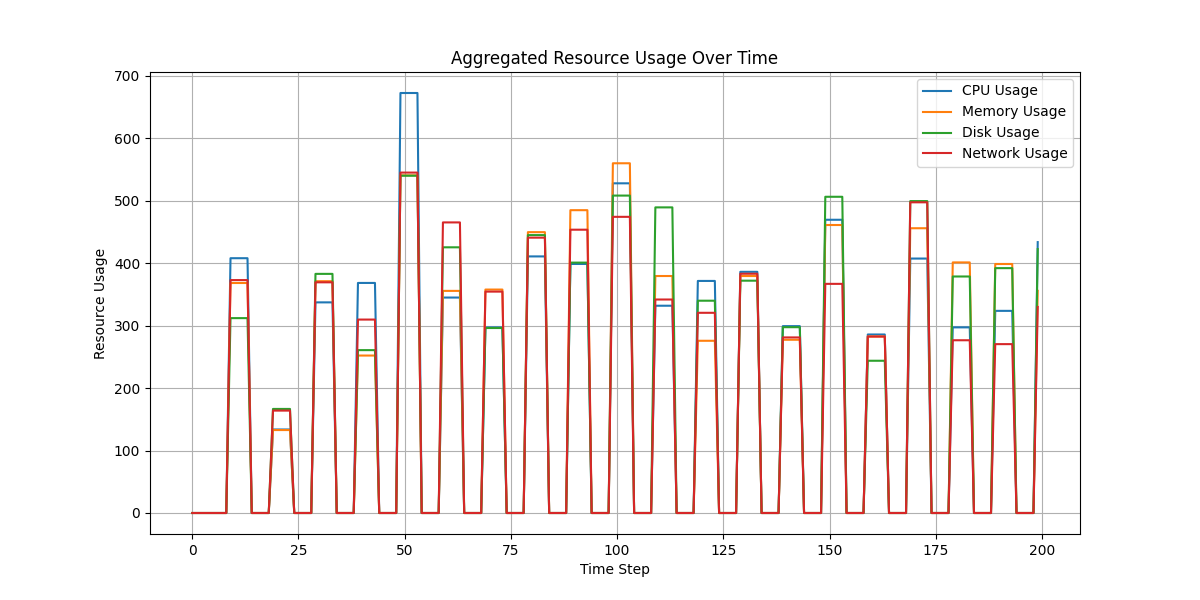 Aggregated Resource Usage Over Time
CPU Usage
Memory Usage
Disk Usage
Network Usage
Resource Usage
700
600
500
400
300
200
100
0
0 25 50 75 100 125 150 175 200
Time Step